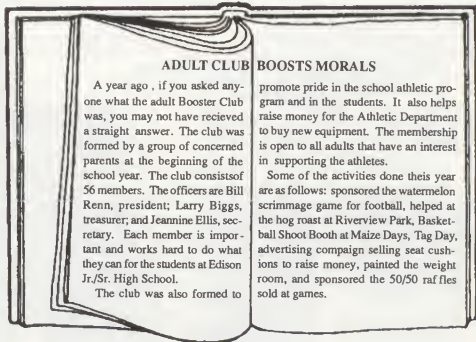 ADULT CLUB BOOSTS MORALS
A year ago , if you asked any-
one what the adult Booster Club
was, you may not have recieved
a straight answer. The club was
formed by a group of concerned
parents at the beginning of the
school year. The club consistsof
56 members. The officers are Bill
Renn, president; Larry Biggs,
treasurer; and Jeannine Ellis, sec-
retary. Each member is impor-
tant and works hard to do what
they can for the students at Edison
Jr./Sr. High School.
The club was also formed to
promote pride in the school athletic pro-
gram and in the students. It also helps
raise money for the Athletic Department
to buy new equipment. The membership
is open to all adults that have an interest
in supporting the athletes.
Some of the activities done theis year
are as follows: sponsored the watermelon
scrimmage game for football, helped at
the hog roast at Riverview Park, Basket-
ball Shoot Booth at Maize Days, Tag Day,
advertising compaign selling seat cush-
ions to raise money, painted the weight
room, and sponsored the 50/50 raffles
sold at games.